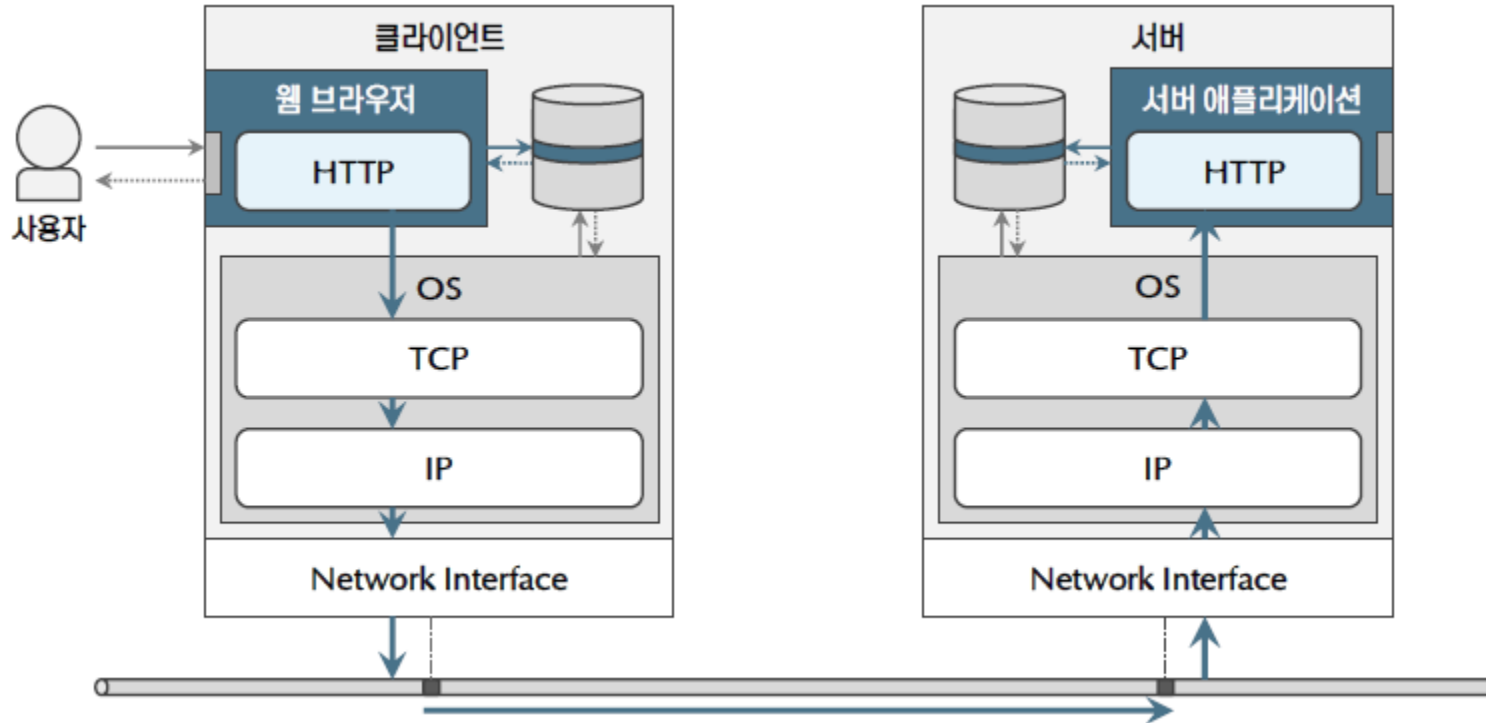 클라이언트
서버
웹 브라우저
서버 애플리케이션
HTTP
HTTP
사용자
OS
OS
TCP
TCP
IP
IP
Network Interface
Network Interface